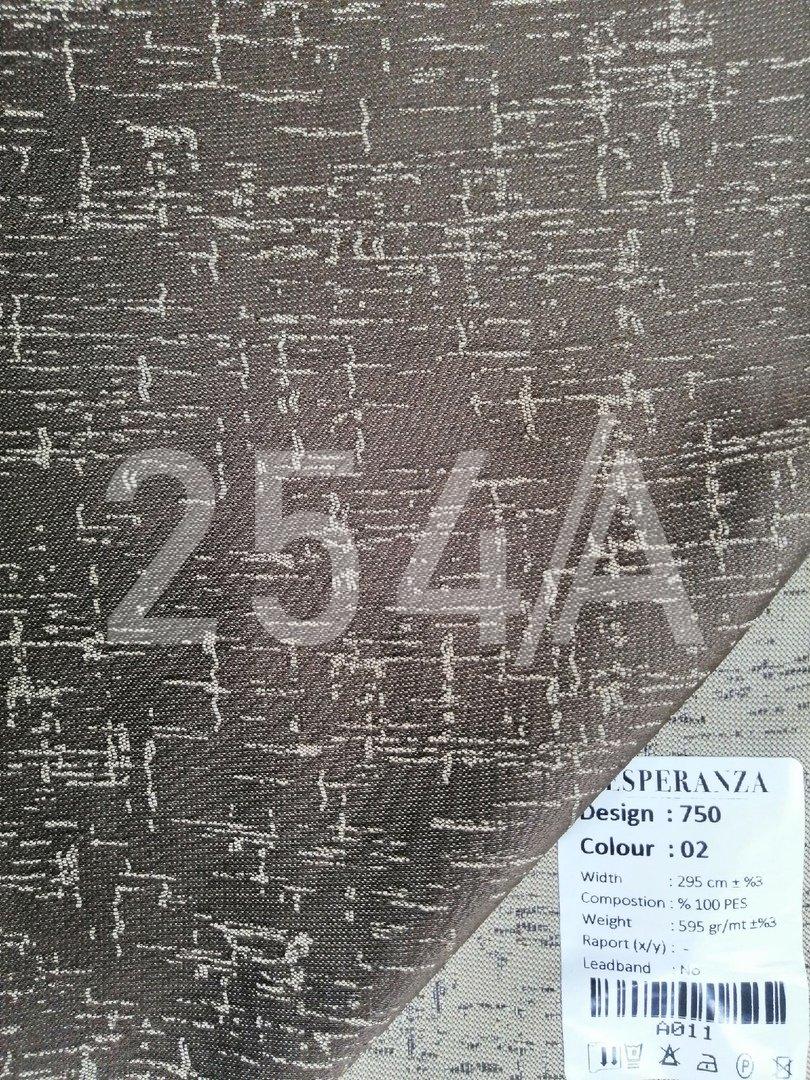 254/A
ESPERANZA
Design : 750
Colour : 02
Width : 295 cm ± %3
Compostion : % 100 PES
Weight : 595 gr/mt ±%3
Raport (x/y) : -
Leadband : No
A011
P